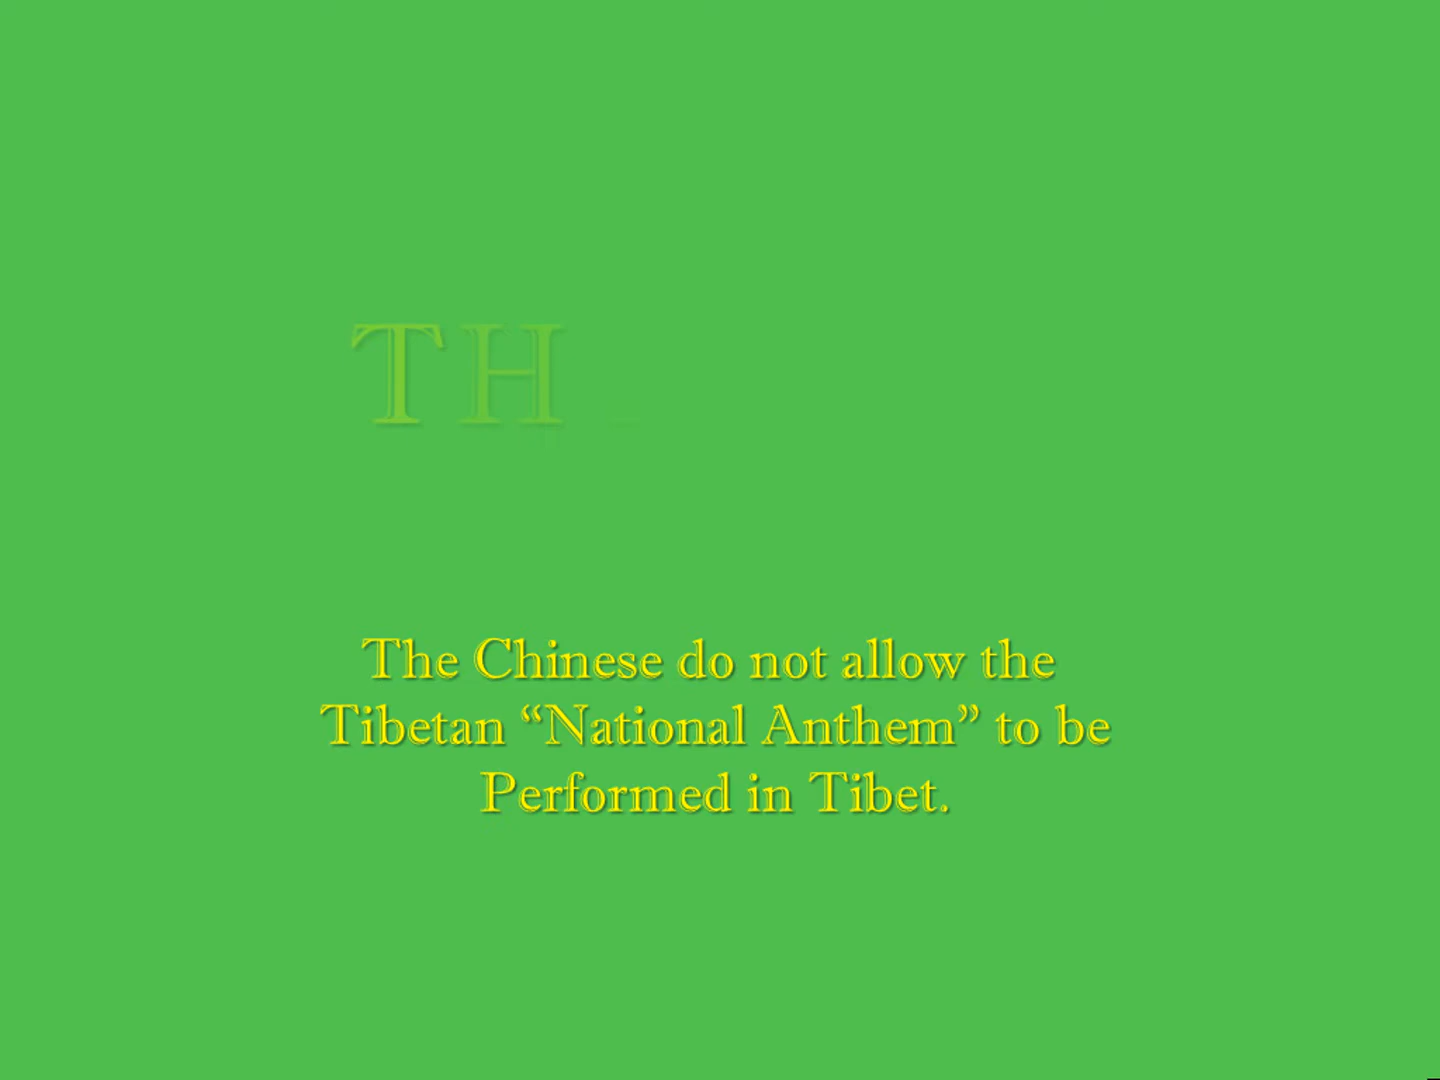 TH
The Chinese do not allow the
Tibetan “National Anthem” to be
Performed in Tibet.